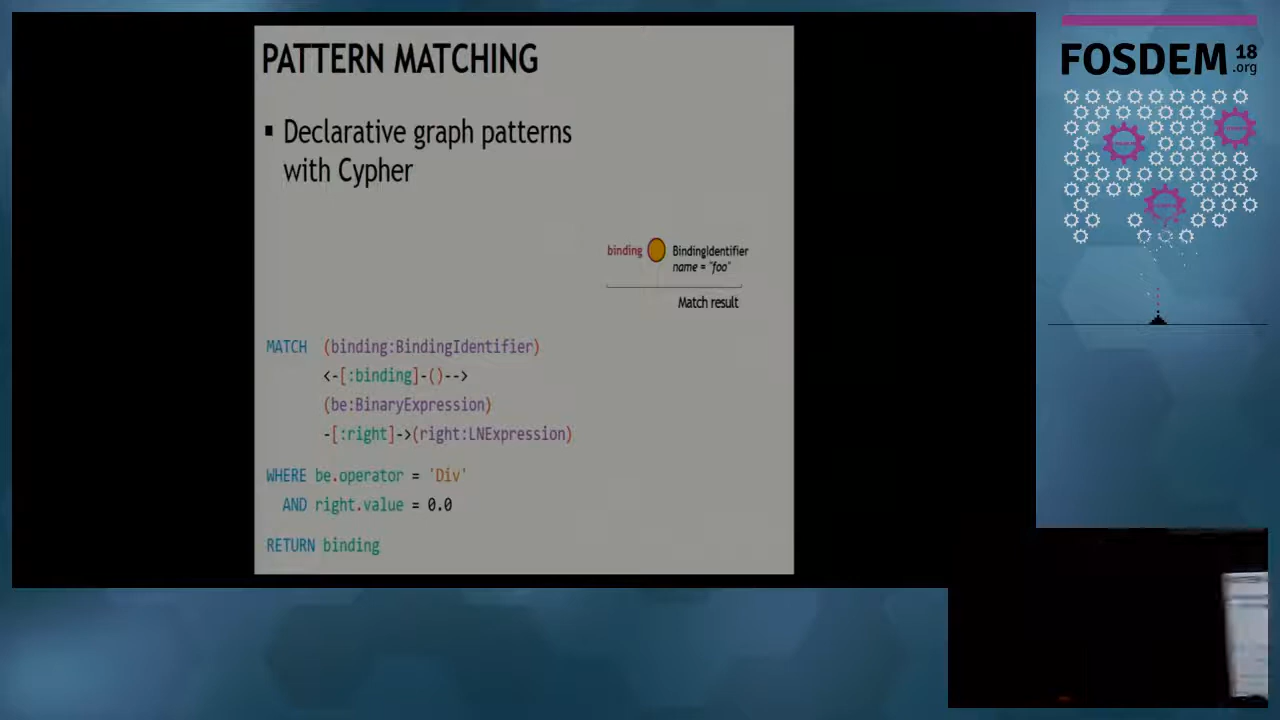 PATTERN MATCHING
▪ Declarative graph patterns
with Cypher
binding
BindingIdentifier
name = "foo"
Match result
MATCH (binding:BindingIdentifier)
<-[:binding]-()-->
(be:BinaryExpression)
-[:right]->(right:LNExpression)
WHERE be.operator = 'Div'
AND right.value = 0.0
RETURN binding
FOSDEM 18
.org